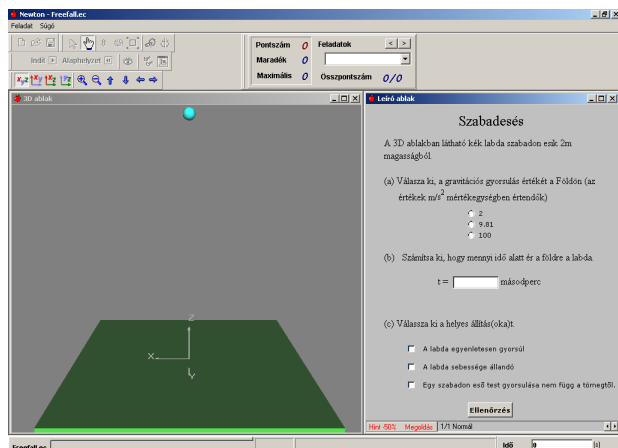 Newton - Freefall.ec
Feladat Súgó
Indít Alaphelyzet
Pontszám 0 Feladatok < >
Maradék 0
Maximális 0 Összpontszám 0/0
3D ablak
Z
X
Y
Leíró ablak
Szabadesés
A 3D ablakban látható kék labda szabadon esik 2m
magasságból
(a) Válasza ki, a gravitációs gyorsulás értékét a Földön (az
értékek m/s² mértékegységben értendők)
2
9.81
100
(b) Számítsa ki, hogy mennyi idő alatt ér a földre a labda.
t = másodperc
(c) Válassza ki a helyes állítás(oka)t.
A labda egyenletesen gyorsúl
A labda sebessége állandó
Egy szabadon eső test gyorsulása nem függ a tömegtől.
Ellenőrzés
Hint -50% Megoldás 1/1 Normál
Freefall.ec
Idő 0 [s]